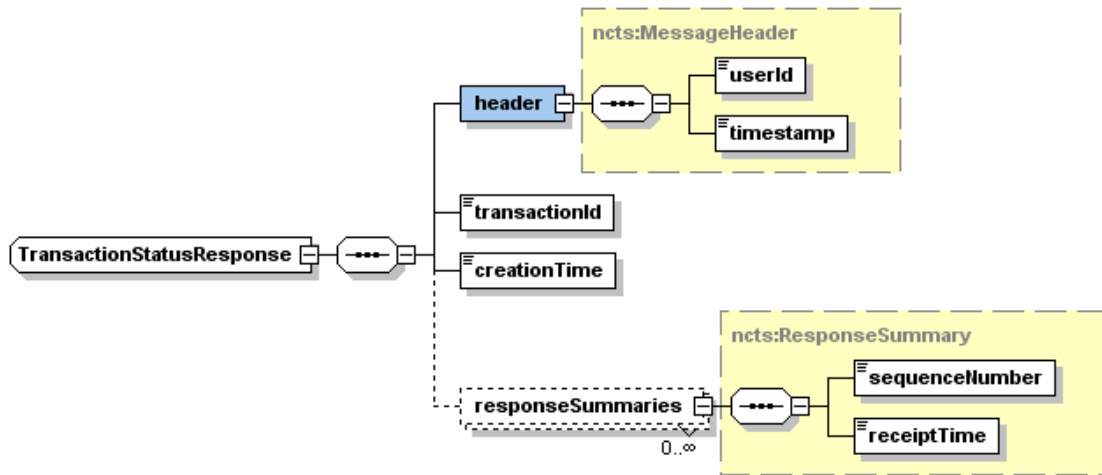 ncts:MessageHeader
userId
header
timestamp
transactionId
TransactionStatusResponse
creationTime
ncts:ResponseSummary
sequenceNumber
responseSummaries
receiptTime
0..∞